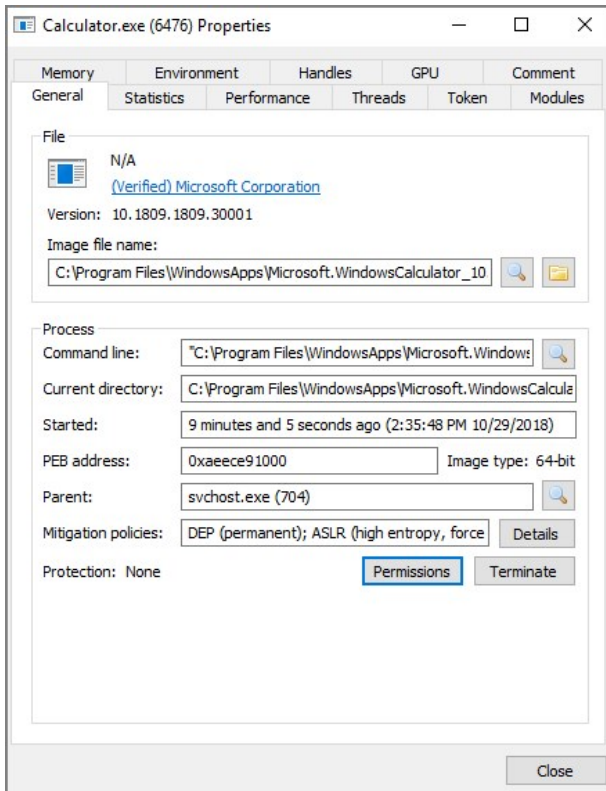 Calculator.exe (6476) Properties
Memory Environment Handles GPU Comment
General Statistics Performance Threads Token Modules
File
N/A
(Verified) Microsoft Corporation
Version: 10.1809.1809.30001
Image file name:
C:\Program Files\WindowsApps\Microsoft.WindowsCalculator_10
Process
Command line: "C:\Program Files\WindowsApps\Microsoft.Windows
Current directory: C:\Program Files\WindowsApps\Microsoft.WindowsCalcula
Started: 9 minutes and 5 seconds ago (2:35:48 PM 10/29/2018)
PEB address: 0xaeece91000 Image type: 64-bit
Parent: svchost.exe (704)
Mitigation policies: DEP (permanent); ASLR (high entropy, force Details
Protection: None Permissions Terminate
Close